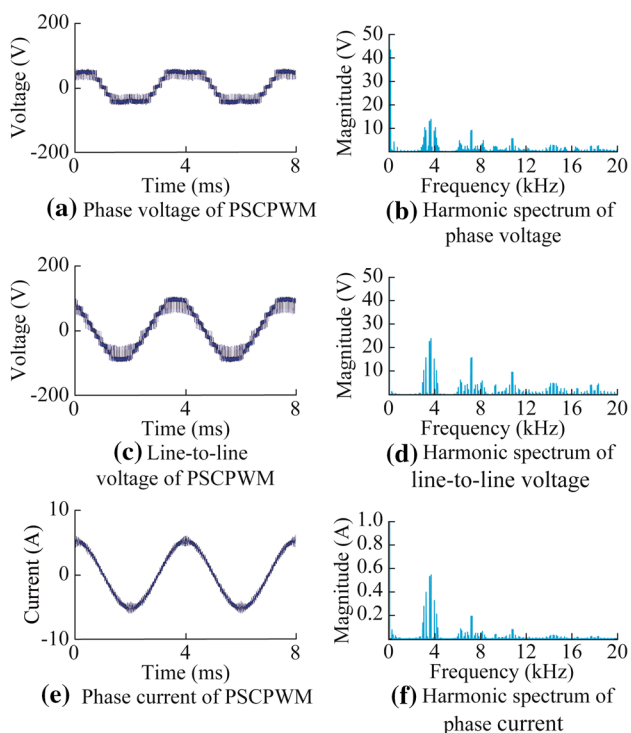 200
0
-200
Voltage (V)
0 4 8
Time (ms)
(a) Phase voltage of PSCPWM
50
40
30
20
10
Magnitude (V)
0 4 8 12 16 20
Frequency (kHz)
(b) Harmonic spectrum of
phase voltage
200
0
-200
Voltage (V)
0 4 8
Time (ms)
(c) Line-to-line
voltage of PSCPWM
50
40
30
20
10
Magnitude (V)
0 4 8 12 16 20
Frequency (kHz)
(d) Harmonic spectrum of
line-to-line voltage
10
0
-10
Current (A)
0 4 8
Time (ms)
(e) Phase current of PSCPWM
1.0
0.8
0.6
0.4
0.2
Magnitude (A)
0 4 8 12 16 20
Frequency (kHz)
(f) Harmonic spectrum of
phase current